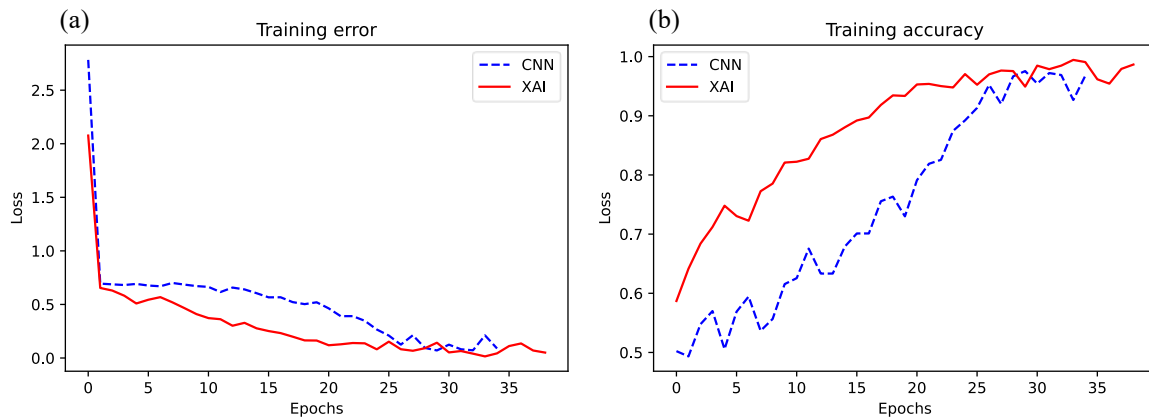 (a)
Training error
CNN
XAI
Loss
2.5
2.0
1.5
1.0
0.5
0.0
0 5 10 15 20 25 30 35
Epochs
(b)
Training accuracy
CNN
XAI
Loss
1.0
0.9
0.8
0.7
0.6
0.5
0 5 10 15 20 25 30 35
Epochs